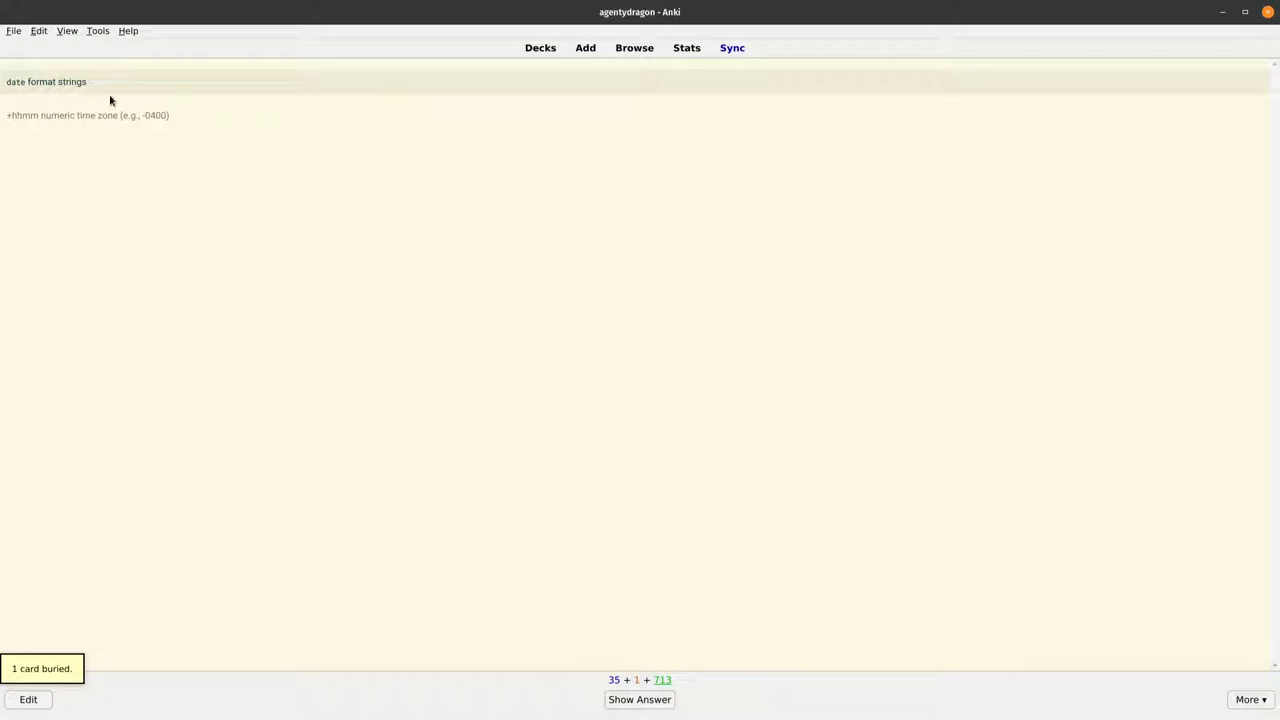 agentydragon - Anki
File Edit View Tools Help
Decks Add Browse Stats Sync
date format strings
+hhmm numeric time zone (e.g., -0400)
1 card buried.
35 + 1 + 713
Edit Show Answer More ▾